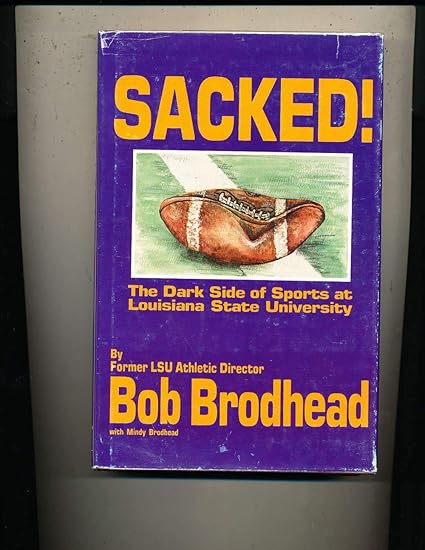 SACKED!
The Dark Side of Sports at
Louisiana State University
By
Former LSU Athletic Director
Bob Brodhead
with Mindy Brodhead